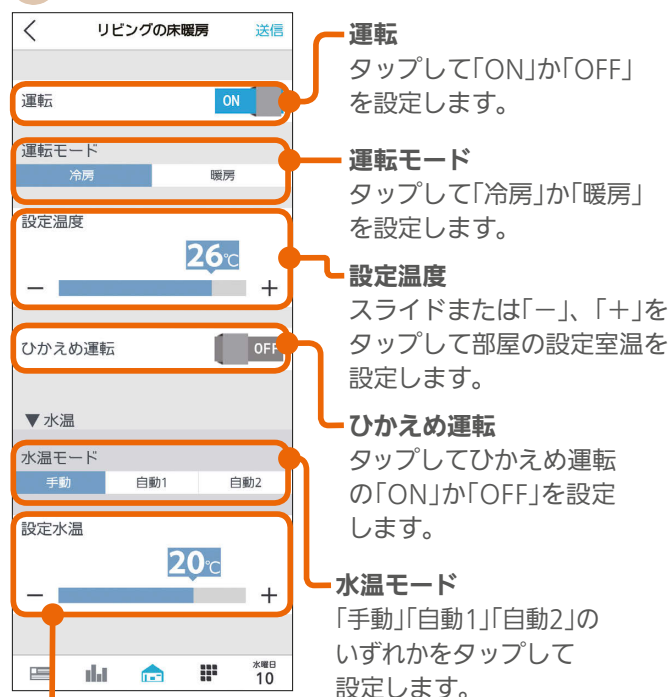 リビングの床暖房
送信
運転
ON
運転モード
冷房
暖房
設定温度
26℃
−
+
ひかえめ運転
OFF
▼水温
水温モード
手動
自動1
自動2
設定水温
20℃
−
+
水曜日
10
運転
タップして「ON」か「OFF」
を設定します。
運転モード
タップして「冷房」か「暖房」
を設定します。
設定温度
スライドまたは「−」、「+」を
タップして部屋の設定室温を
設定します。
ひかえめ運転
タップしてひかえめ運転
の「ON」か「OFF」を設定
します。
水温モード
「手動」「自動1」「自動2」の
いずれかをタップして
設定します。